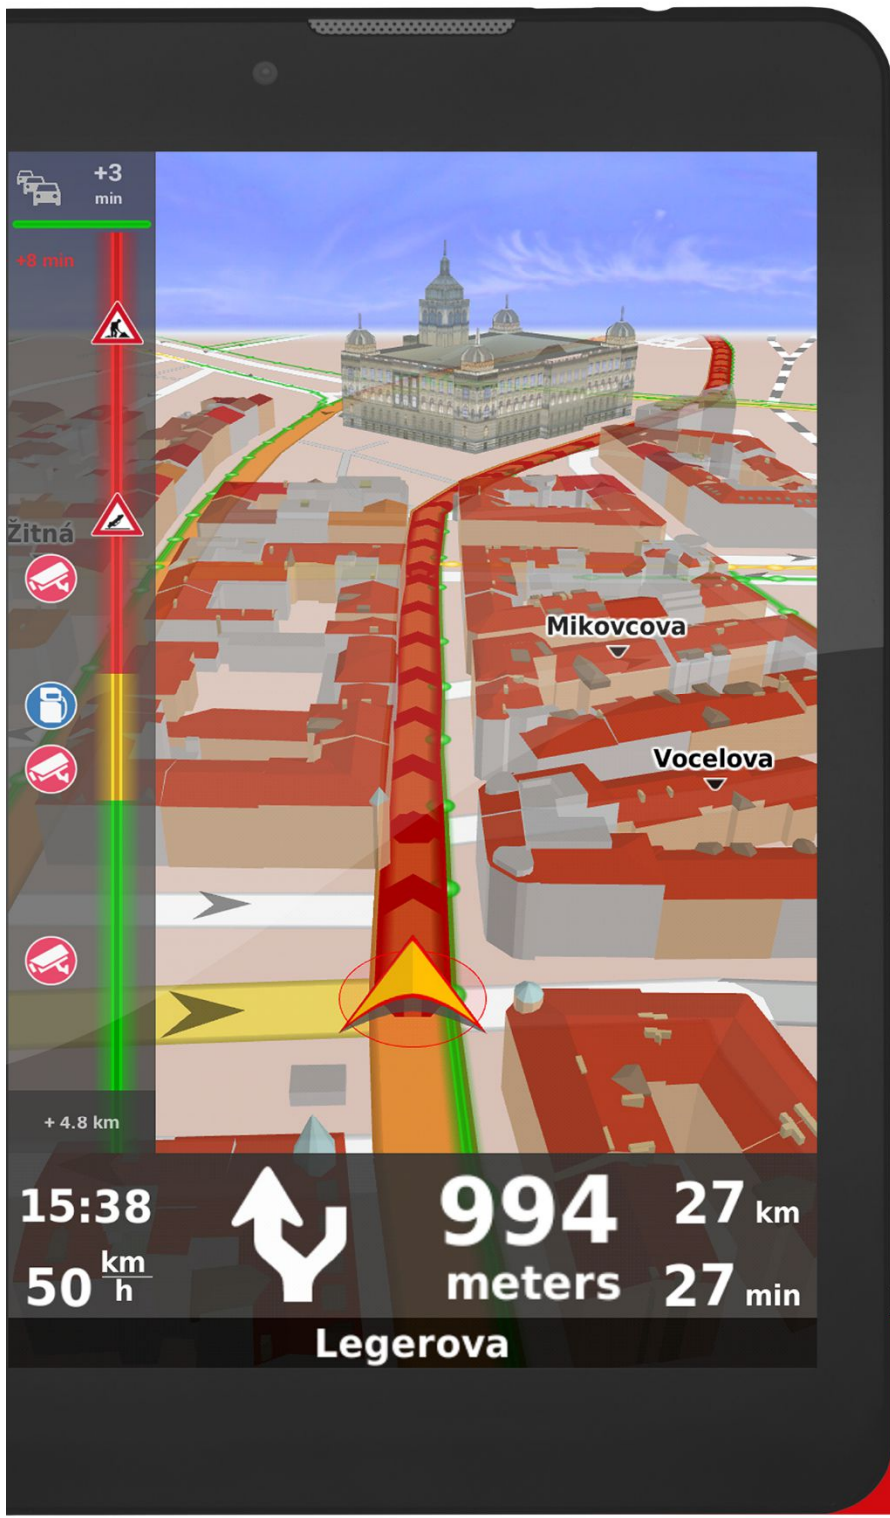 +3
min
+8 min
Žitná
Mikovcova
Vocelova
+ 4.8 km
15:38
50 km/h
994
meters
27 km
27 min
Legerova